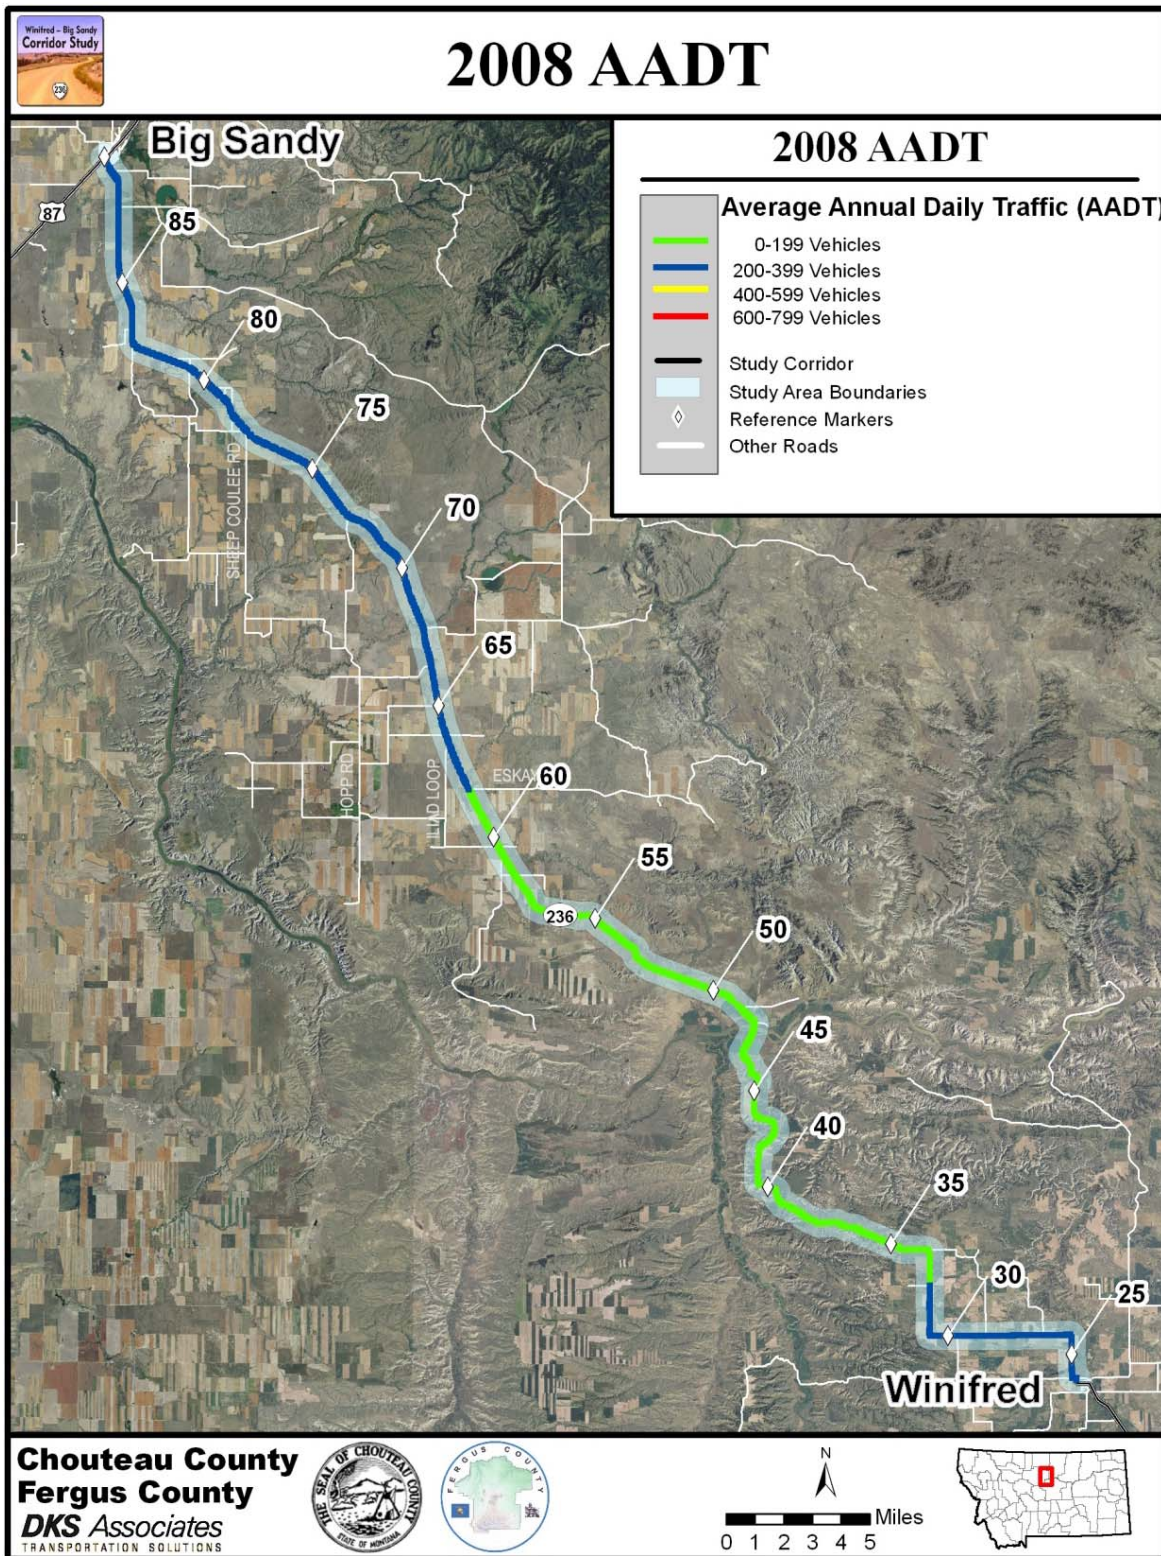 Winifred - Big Sandy
Corridor Study
236
2008 AADT
2008 AADT
Average Annual Daily Traffic (AADT)
0-199 Vehicles
200-399 Vehicles
400-599 Vehicles
600-799 Vehicles
Study Corridor
Study Area Boundaries
Reference Markers
Other Roads
Big Sandy
87
85
80
75
SHEEP COULEE RD
70
65
HOPP RD
ILIAD LOOP
60
55
236
50
45
40
35
30
25
Winifred
Chouteau County
Fergus County
DKS Associates
TRANSPORTATION SOLUTIONS
THE SEAL OF CHOUTEAU COUNTY
STATE OF MONTANA
FERGUS COUNTY
N
Miles
0 1 2 3 4 5